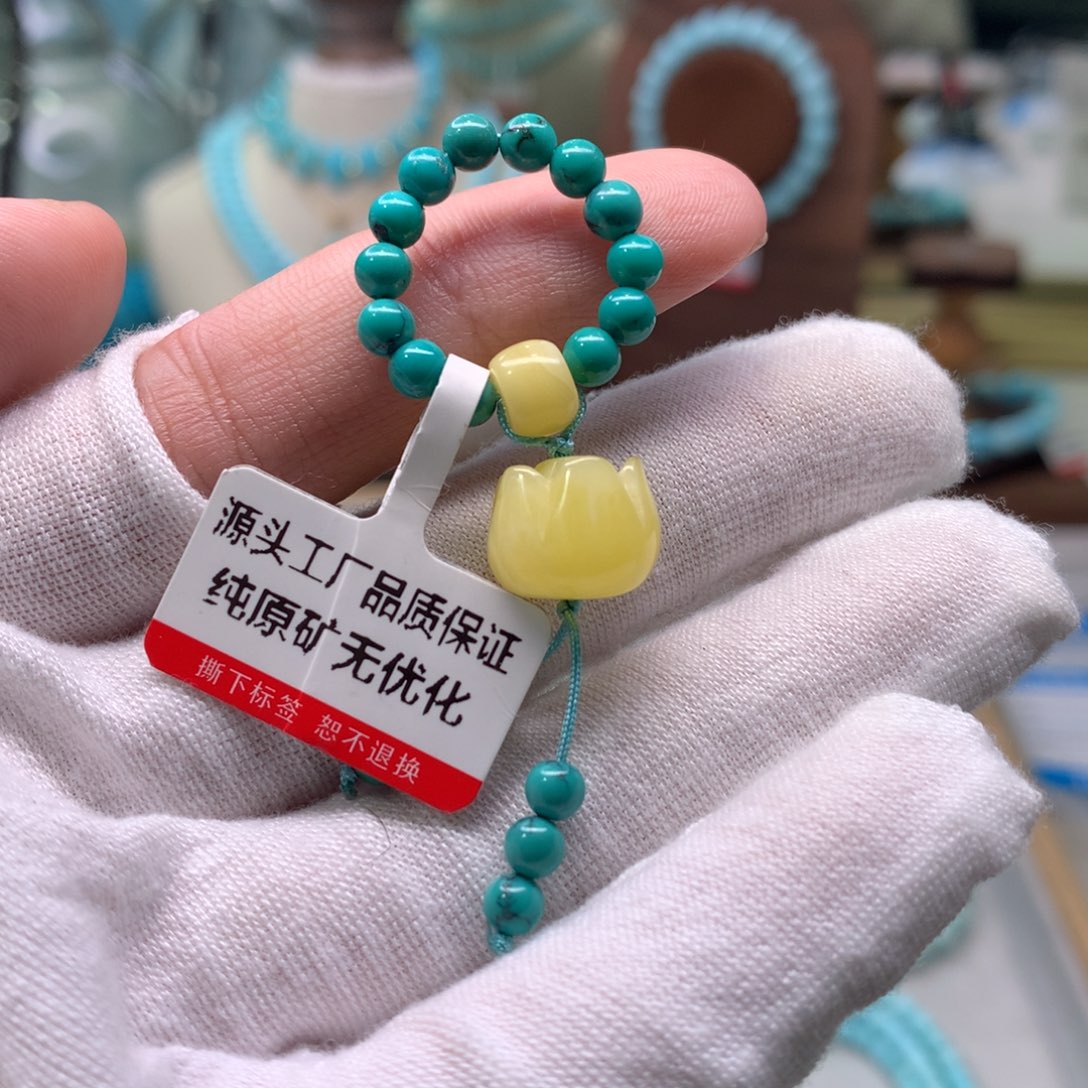 源头工厂品质保证
纯原矿无优化
撕下标签 恕不退换